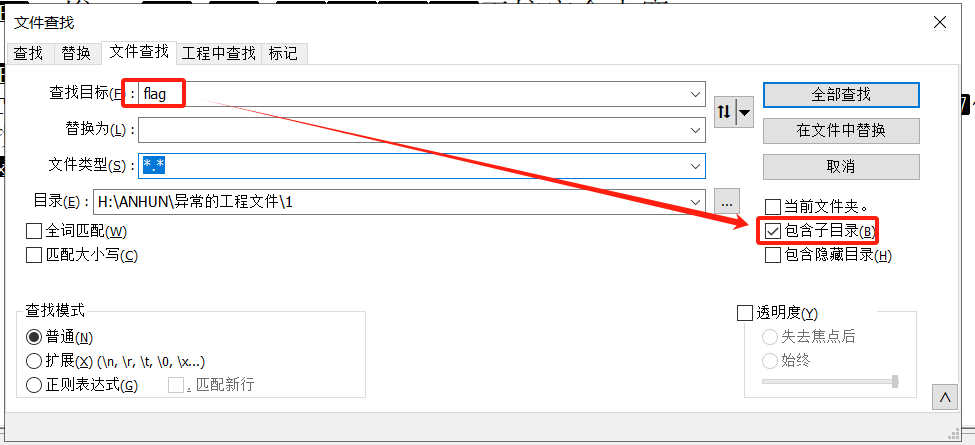 文件查找
查找 替换 文件查找 工程中查找 标记
查找目标(F) : flag
全部查找
替换为(L) :
在文件中替换
文件类型(S) : *.*
取消
目录(E) : H:\ANHUN\异常的工程文件\1
...
当前文件夹。
全词匹配(W)
包含子目录(B)
匹配大小写(C)
包含隐藏目录(H)
查找模式
透明度(Y)
普通(N)
失去焦点后
扩展(X) (\n, \r, \t, \0, \x...)
始终
正则表达式(G) . 匹配新行